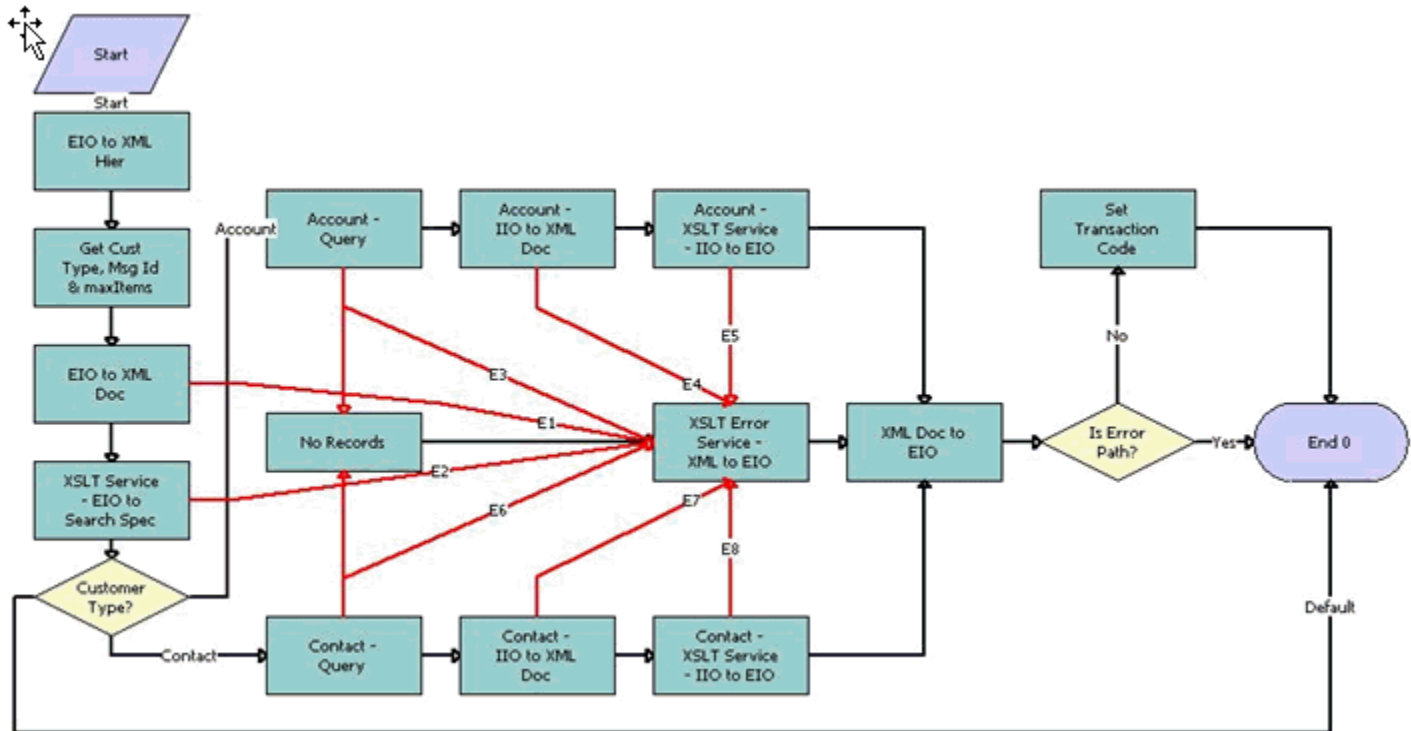 Start
Start
EIO to XML
Hier
Get Cust
Type, Msg Id
& maxItems
EIO to XML
Doc
XSLT Service
- EIO to
Search Spec
Customer
Type?
Account
Contact
Account -
Query
Account -
IIO to XML
Doc
Account -
XSLT Service
- IIO to EIO
E3
E4
E5
E1
E2
No Records
XSLT Error
Service -
XML to EIO
E6
E7
E8
Contact -
Query
Contact -
IIO to XML
Doc
Contact -
XSLT Service
- IIO to EIO
XML Doc to
EIO
Is Error
Path?
No
Yes
Set
Transaction
Code
End 0
Default